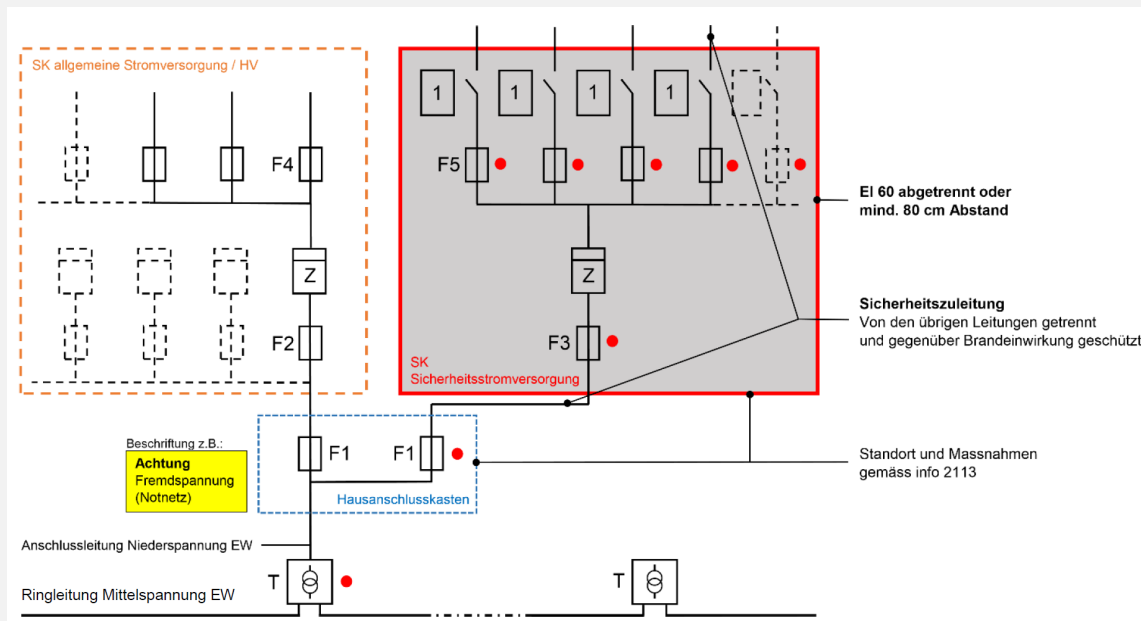 SK allgemeine Stromversorgung / HV
1
1
1
1
F4
F5
EI 60 abgetrennt oder
mind. 80 cm Abstand
Z
Z
Sicherheitszuleitung
Von den übrigen Leitungen getrennt
und gegenüber Brandeinwirkung geschützt
F2
F3
SK
Sicherheitsstromversorgung
Beschriftung z.B.:
Achtung
Fremdspannung
(Notnetz)
F1
F1
Hausanschlusskasten
Standort und Massnahmen
gemäss info 2113
Anschlussleitung Niederspannung EW
T
T
Ringleitung Mittelspannung EW